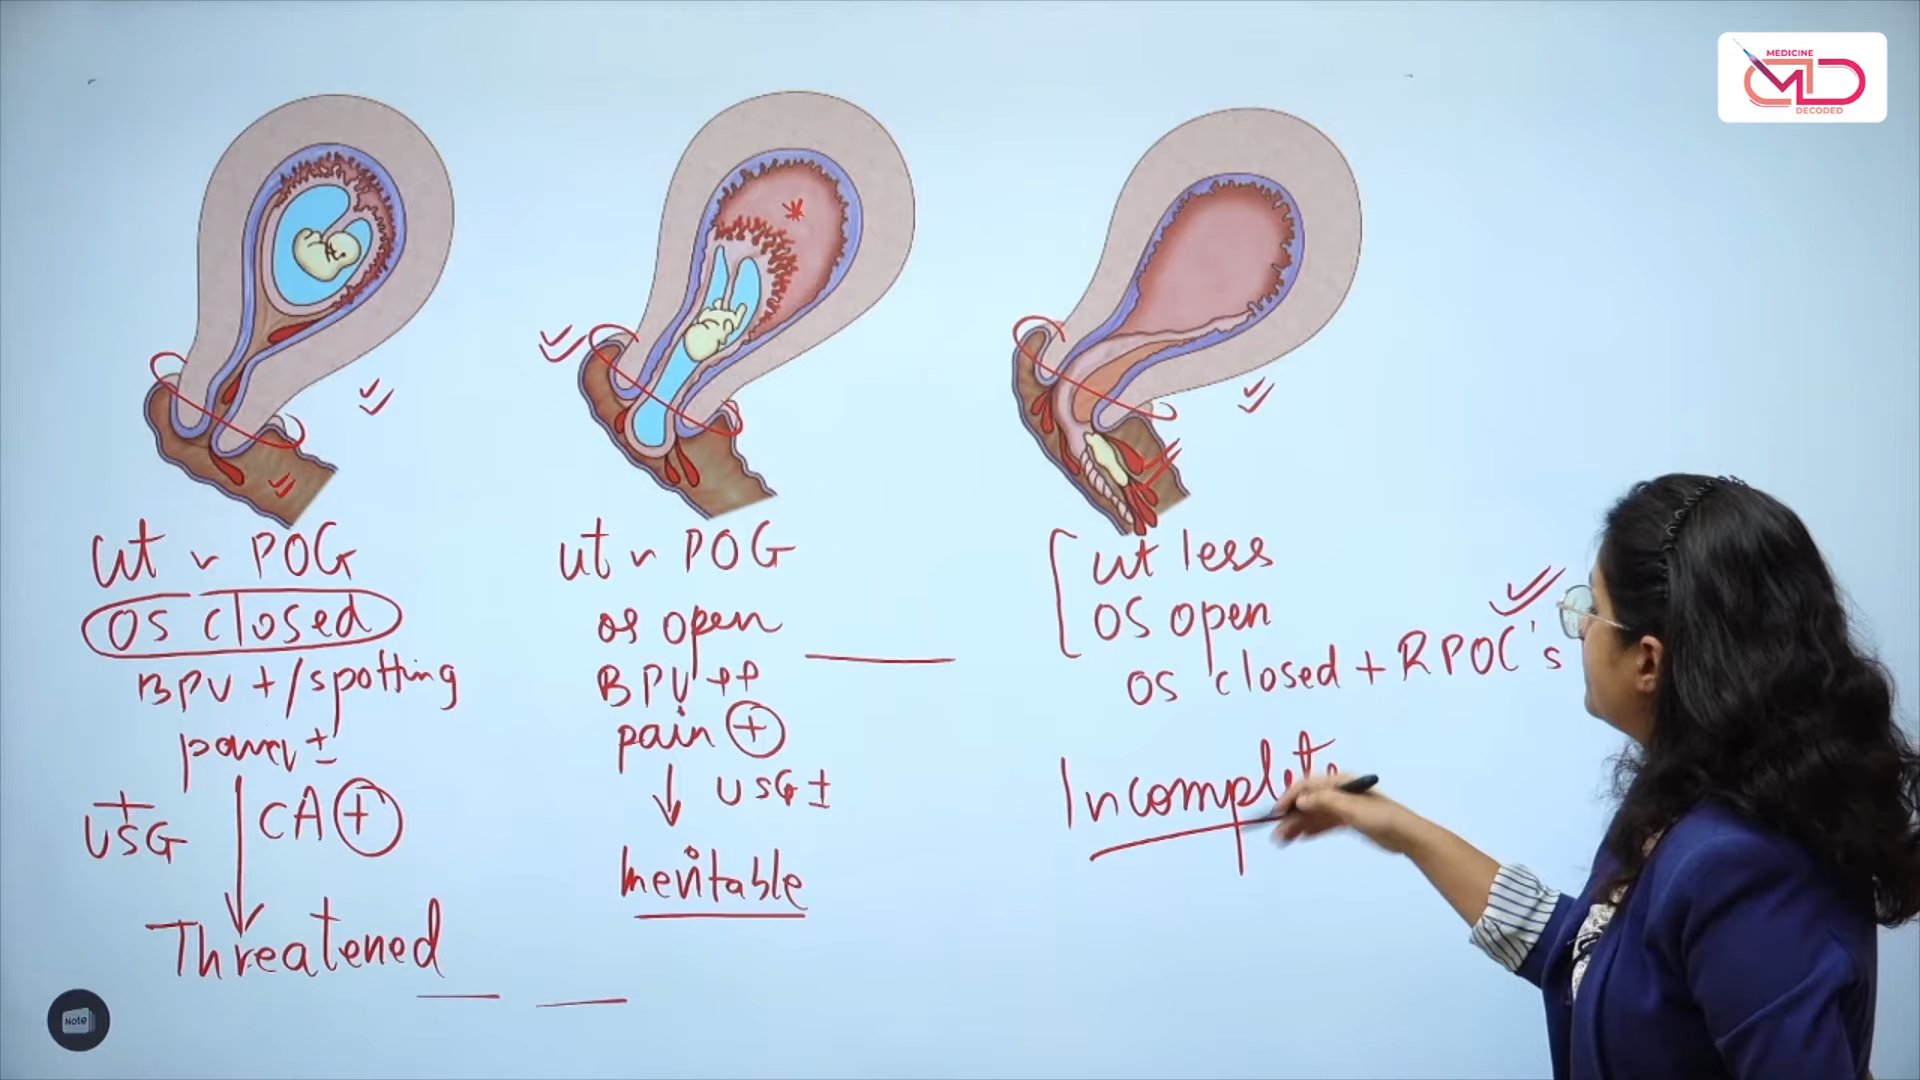 MEDICINE
MD
DECODED
ut ~ POG
OS closed
BPV + / spotting
pain ±
USG
CA +
Threatened
ut ~ POG
os open
BPV ++
pain +
USG ±
Inevitable
ut less
OS open
OS closed + RPOC's
Incomplete
Note